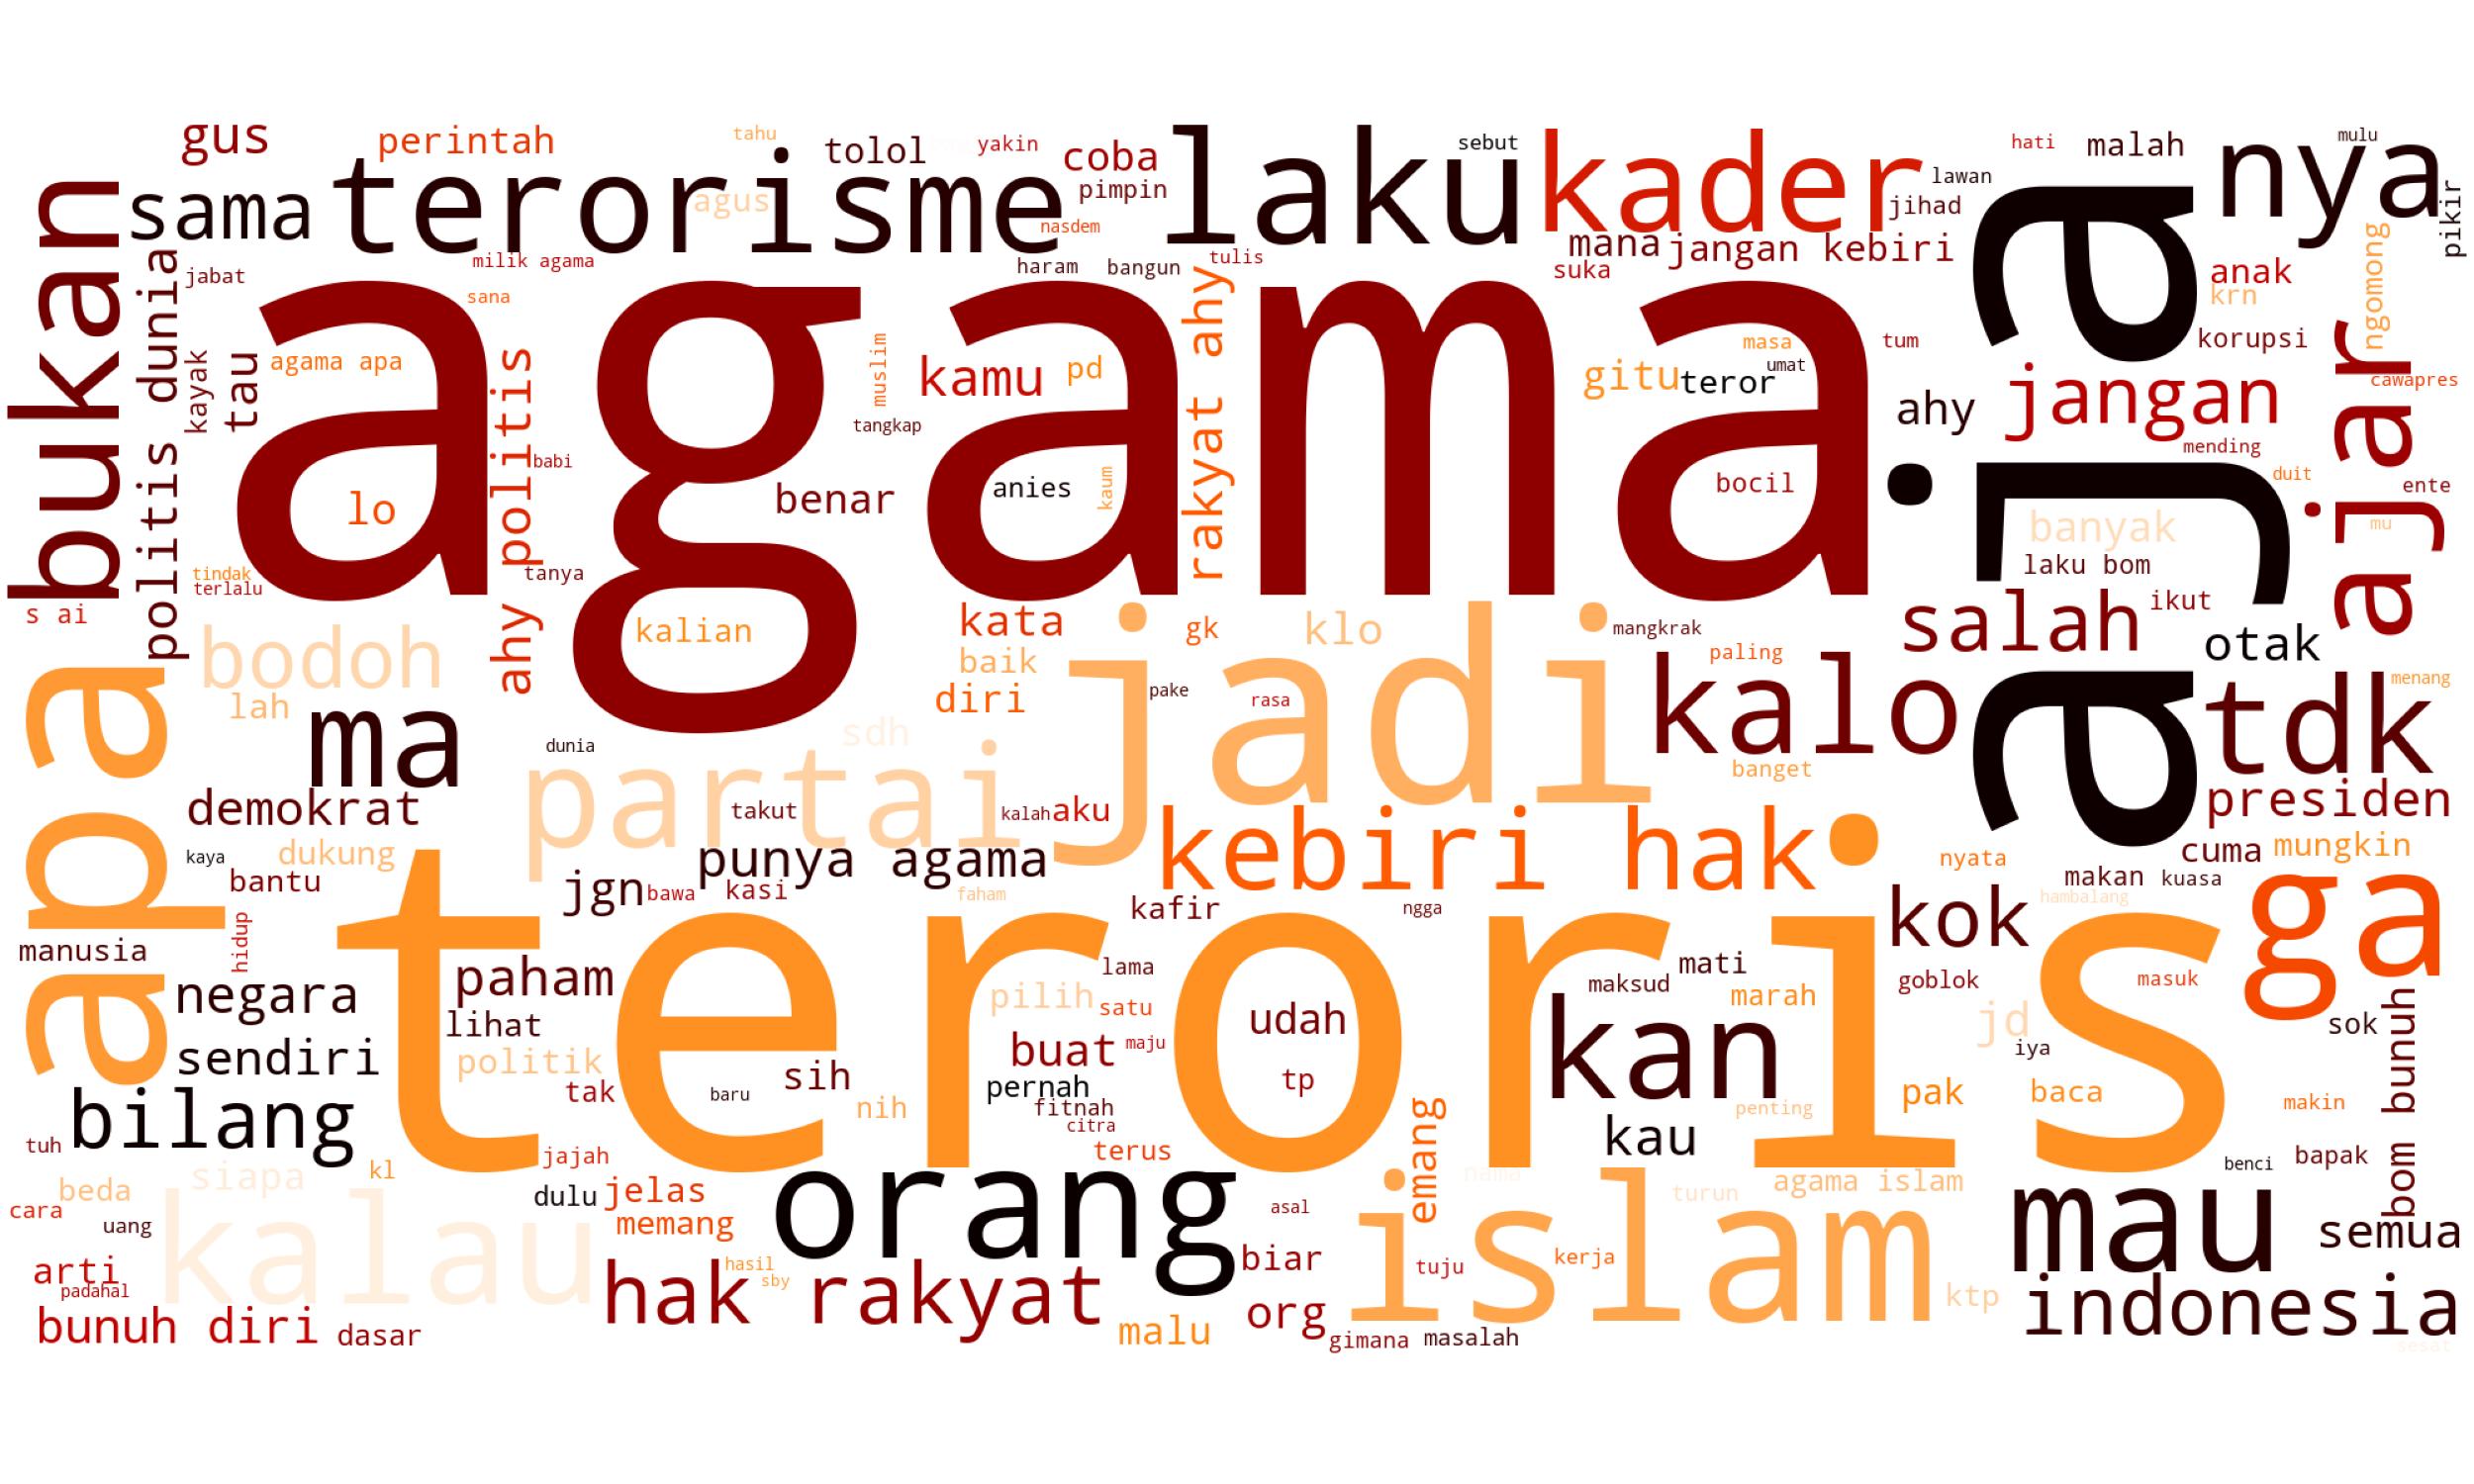 gus
perintah
tahu
tolol
yakin
coba
laku
sebut
kader
hati
malah
mulu
nya
bukan
sama
terorisme
agus
pimpin
nasdem
lawan
jihad
pikir
politis dunia
jabat
milik agama
haram
bangun
tulis
mana
jangan kebiri
suka
aja
anak
krn
ngomong
agama
sana
kayak
tau
agama apa
ahy politis
muslim
kamu
pd
rakyat ahy
gitu
masa
umat
teror
tum
korupsi
ajar
cawapres
tangkap
ahy
jangan
mending
lo
babi
benar
anies
kaum
bocil
duit
ente
mu
banyak
tindak
terlalu
tanya
laku bom
s ai
kalian
kata
gk
klo
mangkrak
salah
ikut
otak
apa
bodoh
lah
baik
diri
jadi
pake
rasa
paling
kalo
tdk
menang
ma
dunia
sdh
partai
banget
demokrat
takut
kalah
aku
kebiri hak
presiden
kaya
dukung
bantu
punya agama
nyata
cuma
mungkin
jgn
bawa
kasi
faham
kafir
ngga
makan
kuasa
hambalang
kok
ga
manusia
hidup
teroris
paham
lama
mati
maksud
marah
goblok
masuk
negara
lihat
pilih
satu
udah
kan
jd
sok
bom bunuh
sendiri
politik
buat
maju
iya
bilang
tak
baru
sih
nih
pernah
fitnah
citra
tp
emang
penting
pak
baca
makin
tuh
kau
terus
kl
jajah
siapa
beda
dulu
jelas
orang
islam
turun
agama islam
benci
bapak
cara
uang
kalau
memang
asal
mau
semua
arti
padahal
hasil
sby
hak rakyat
biar
tuju
kerja
ktp
indonesia
bunuh diri
dasar
malu
org
gimana
masalah